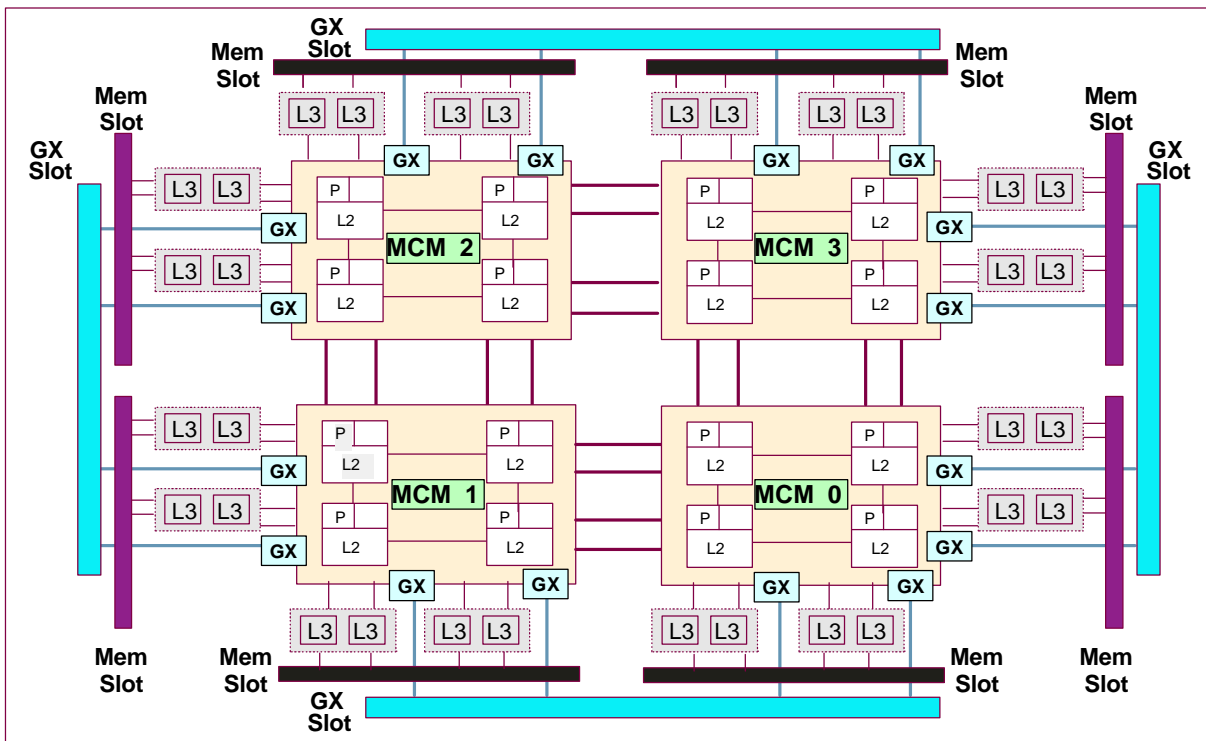 GX
Slot
Mem
Slot
Mem
Slot
Mem
Slot
Mem
Slot
GX
Slot
GX
Slot
L3 L3 L3 L3 L3 L3 L3 L3
GX GX GX GX
L3 L3
P P P P
L3 L3
L2 L2 L2 L2
GX GX
MCM 2 MCM 3
L3 L3
P P P P
L3 L3
L2 L2 L2 L2
GX GX
L3 L3
P P P P
L3 L3
L2 L2 L2 L2
GX GX
MCM 1 MCM 0
L3 L3
P P P P
L3 L3
L2 L2 L2 L2
GX GX
GX GX GX GX
L3 L3 L3 L3 L3 L3 L3 L3
Mem
Slot
Mem
Slot
Mem
Slot
Mem
Slot
GX
Slot